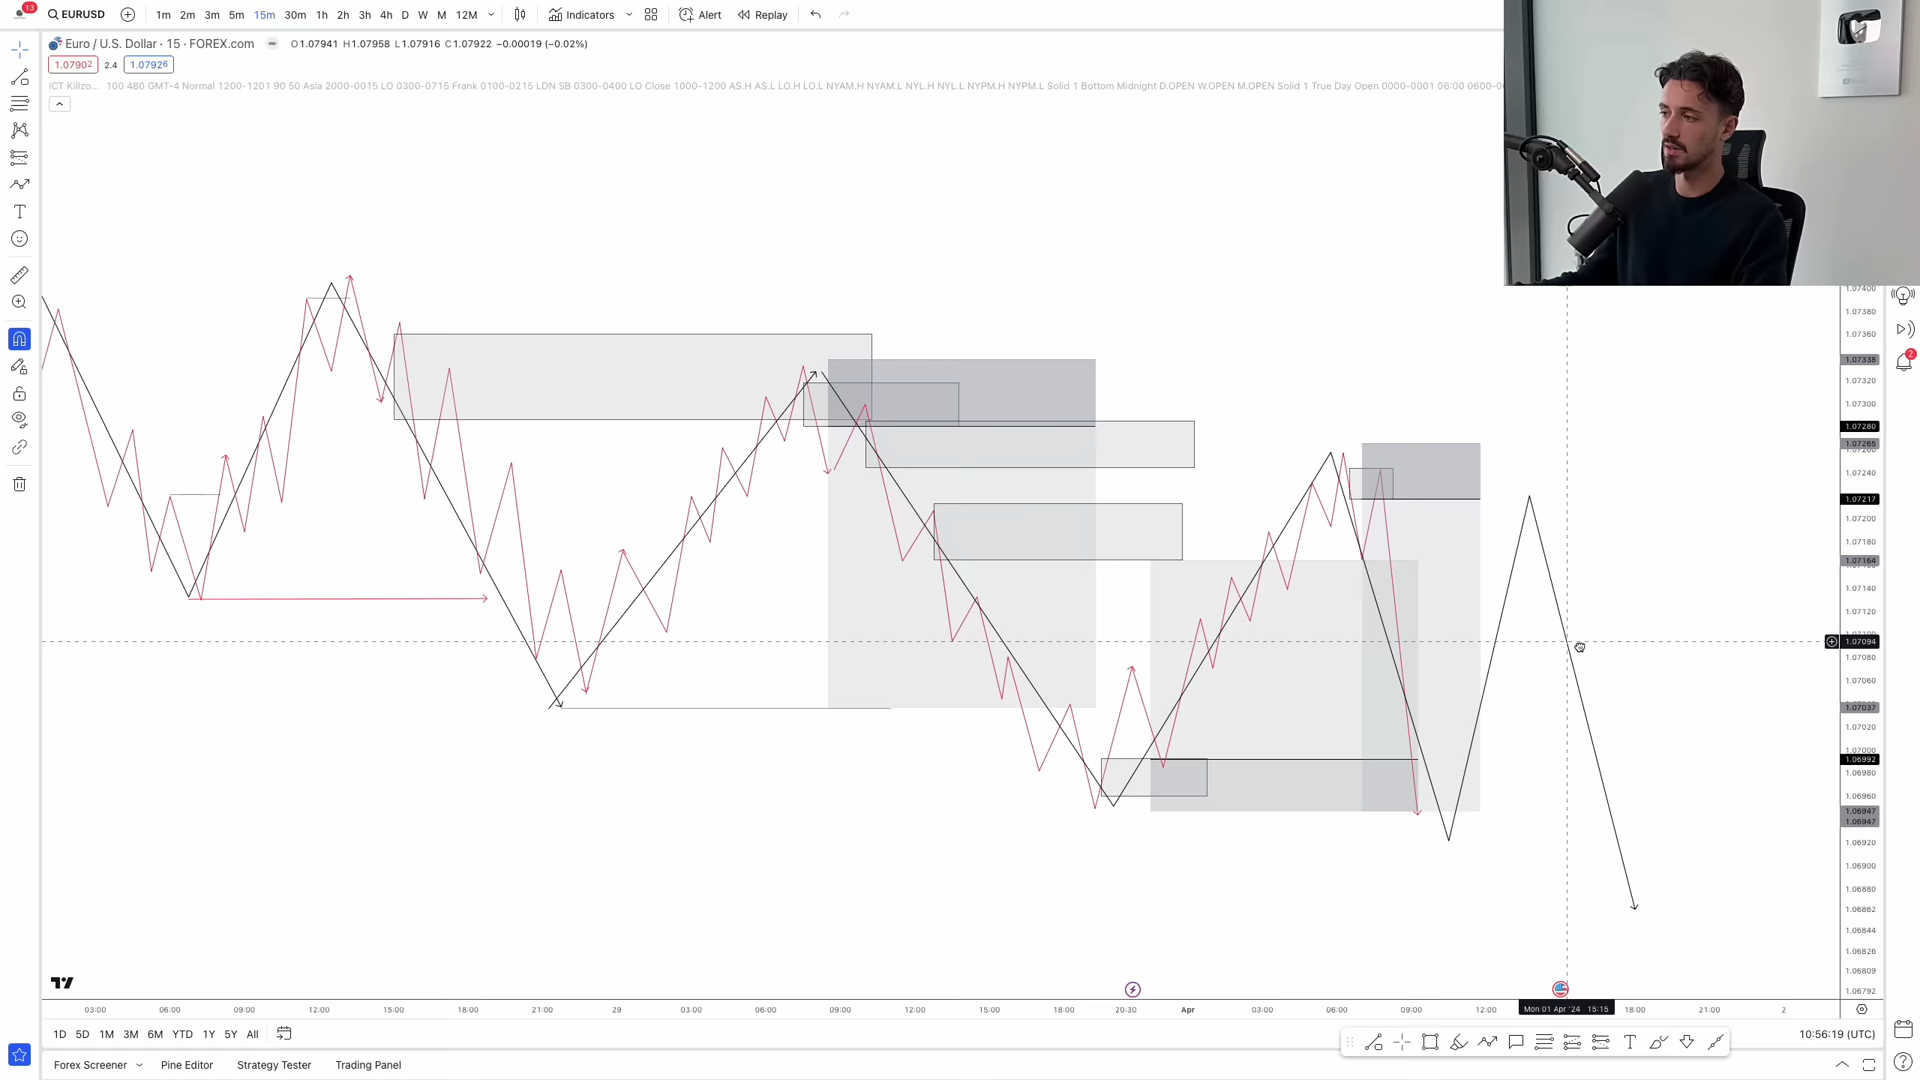 13
EURUSD
1m 2m 3m 5m 15m 30m 1h 2h 3h 4h D W M 12M
Indicators
Alert
Replay
Euro / U.S. Dollar · 15 · FOREX.com
O1.07941 H1.07958 L1.07916 C1.07922 −0.00019 (−0.02%)
1.07902 2.4 1.07926
ICT Killzo... 100 480 GMT-4 Normal 1200-1201 90 50 Asia 2000-0015 LO 0300-0715 Frank 0100-0215 LDN SB 0300-0400 LO Close 1000-1200 AS.H AS.L LO.H LO.L NYAM.H NYAM.L NYL.H NYL.L NYPM.H NYPM.L Solid 1 Bottom Midnight D.OPEN W.OPEN M.OPEN Solid 1 True Day Open 0000-0001 06:00
1.07400
1.07380
1.07360
1.07338
1.07320
1.07300
1.07280
1.07265
1.07240
1.07217
1.07200
1.07180
1.07164
1.07140
1.07120
1.07094
1.07080
1.07060
1.07037
1.07020
1.07000
1.06992
1.06980
1.06960
1.06947
1.06947
1.06920
1.06900
1.06880
1.06862
1.06844
1.06826
1.06809
1.06792
2
03:00 06:00 09:00 12:00 15:00 18:00 21:00 29 03:00 06:00 09:00 12:00 15:00 18:00 20:30 Apr 03:00 06:00 09:00 12:00 Mon 01 Apr '24 15:15 18:00 21:00 2
1D 5D 1M 3M 6M YTD 1Y 5Y All
10:56:19 (UTC)
Forex Screener
Pine Editor
Strategy Tester
Trading Panel